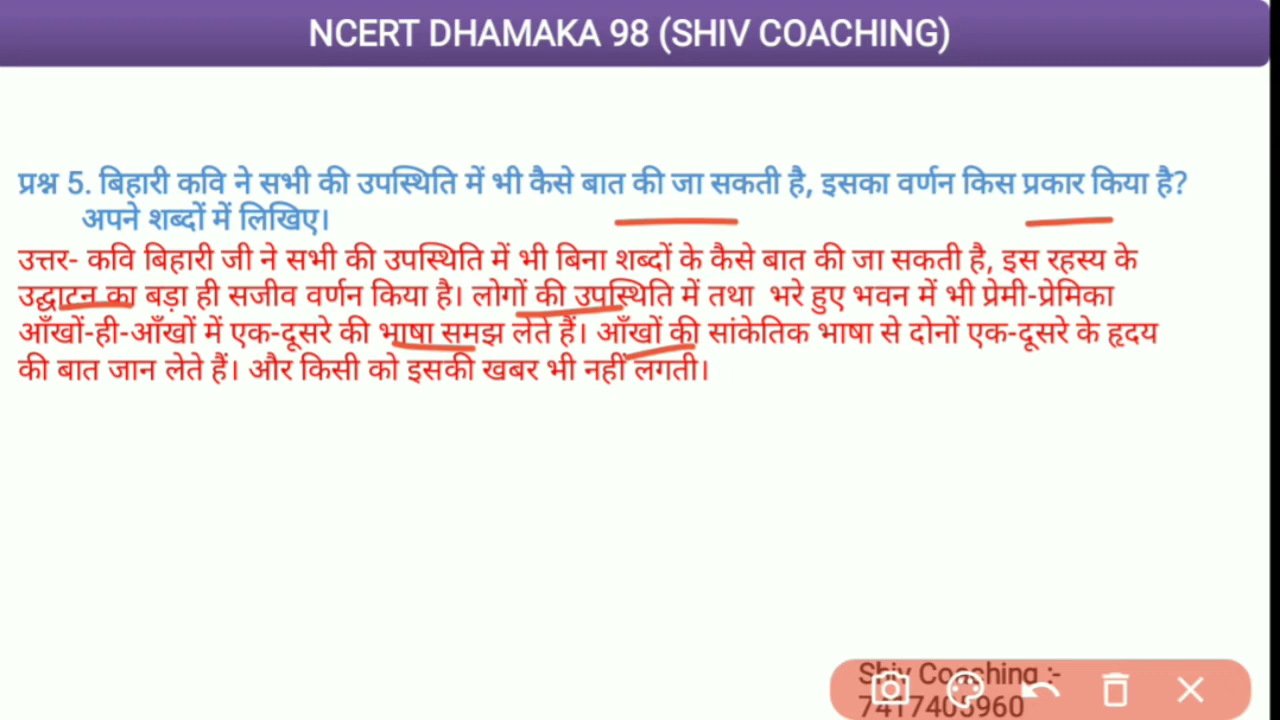 NCERT DHAMAKA 98 (SHIV COACHING)
प्रश्न 5. बिहारी कवि ने सभी की उपस्थिति में भी कैसे बात की जा सकती है, इसका वर्णन किस प्रकार किया है?
अपने शब्दों में लिखिए।
उत्तर- कवि बिहारी जी ने सभी की उपस्थिति में भी बिना शब्दों के कैसे बात की जा सकती है, इस रहस्य के
उद्घाटन का बड़ा ही सजीव वर्णन किया है। लोगों की उपस्थिति में तथा भरे हुए भवन में भी प्रेमी-प्रेमिका
आँखों-ही-आँखों में एक-दूसरे की भाषा समझ लेते हैं। आँखों की सांकेतिक भाषा से दोनों एक-दूसरे के हृदय
की बात जान लेते हैं। और किसी को इसकी खबर भी नहीं लगती।
Shiv Coaching :-